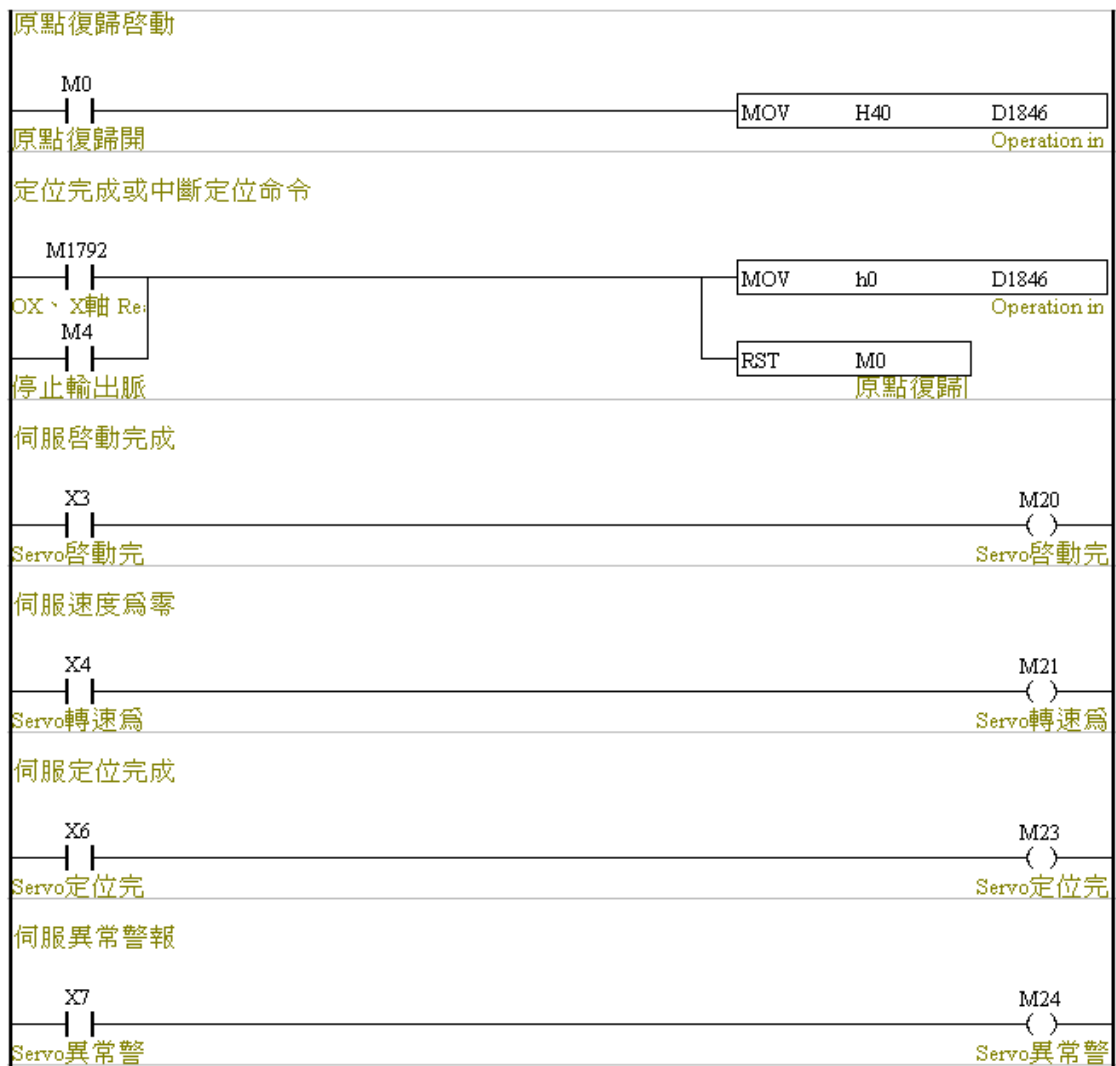 原點復歸啓動
M0
MOV H40 D1846
原點復歸開
Operation in
定位完成或中斷定位命令
M1792
MOV h0 D1846
OX、X軸 Re
Operation in
M4
RST M0
停止輸出脈
原點復歸
伺服啓動完成
X3
M20
Servo啓動完
Servo啓動完
伺服速度爲零
X4
M21
Servo轉速爲
Servo轉速爲
伺服定位完成
X6
M23
Servo定位完
Servo定位完
伺服異常警報
X7
M24
Servo異常警
Servo異常警